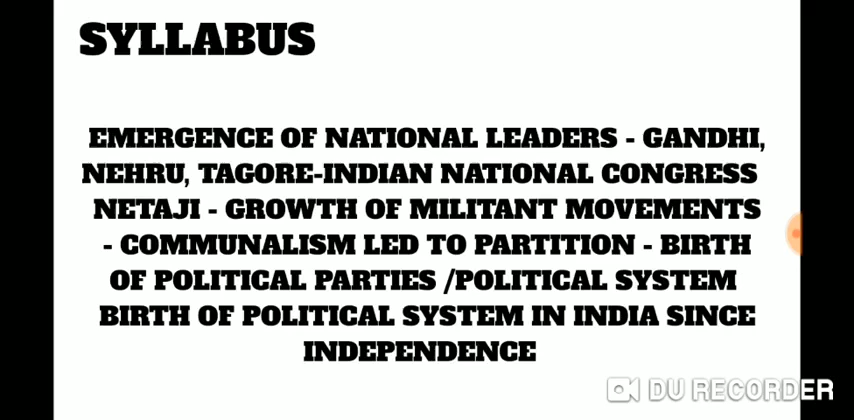 SYLLABUS
EMERGENCE OF NATIONAL LEADERS - GANDHI,
NEHRU, TAGORE-INDIAN NATIONAL CONGRESS
NETAJI - GROWTH OF MILITANT MOVEMENTS
- COMMUNALISM LED TO PARTITION - BIRTH
OF POLITICAL PARTIES /POLITICAL SYSTEM
BIRTH OF POLITICAL SYSTEM IN INDIA SINCE
INDEPENDENCE
DU RECORDER